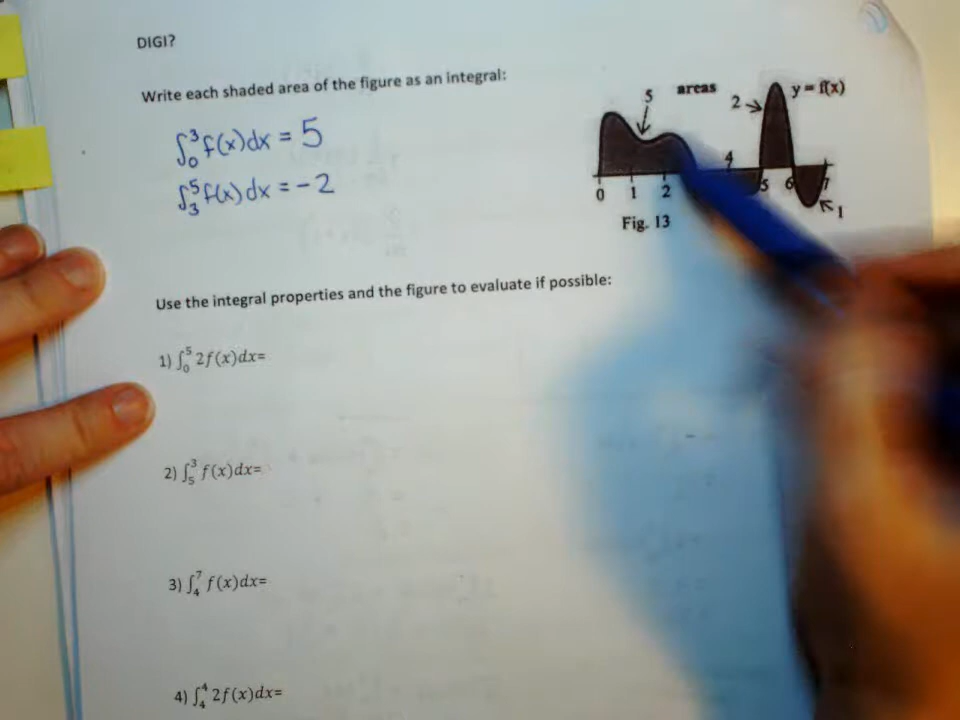 DIGI?
Write each shaded area of the figure as an integral:
∫₀³ f(x)dx = 5
∫₃⁵ f(x)dx = -2
5 areas 2 y = f(x)
4
0 1 2 5 6 7
1
Fig. 13
Use the integral properties and the figure to evaluate if possible:
1) ∫₀⁵ 2f(x)dx=
2) ∫₅³ f(x)dx=
3) ∫₄⁷ f(x)dx=
4) ∫₄⁴ 2f(x)dx=